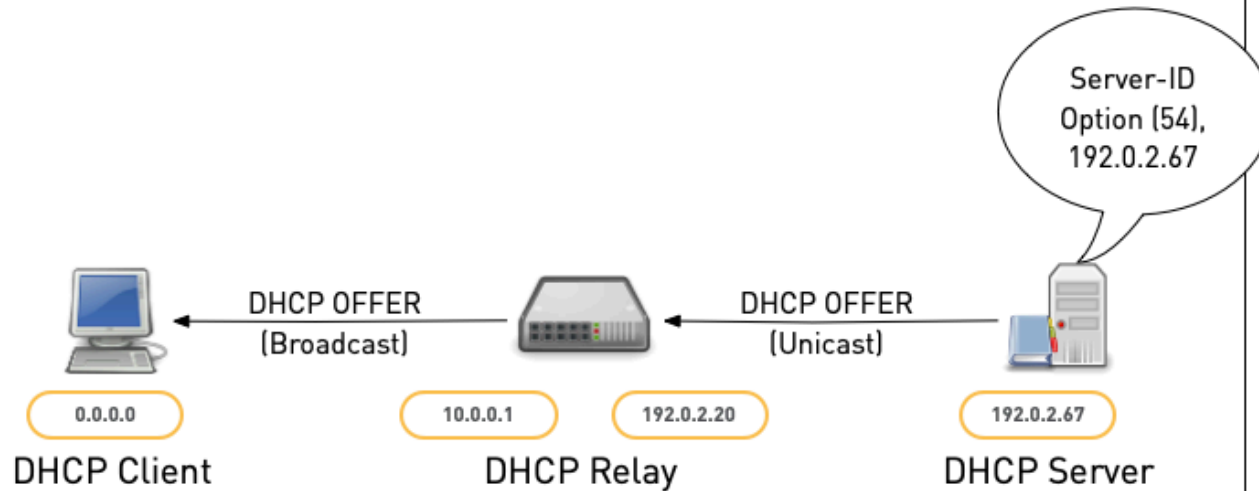 Server-ID
Option (54),
192.0.2.67
DHCP OFFER
(Broadcast)
DHCP OFFER
(Unicast)
0.0.0.0
10.0.0.1
192.0.2.20
192.0.2.67
DHCP Client
DHCP Relay
DHCP Server